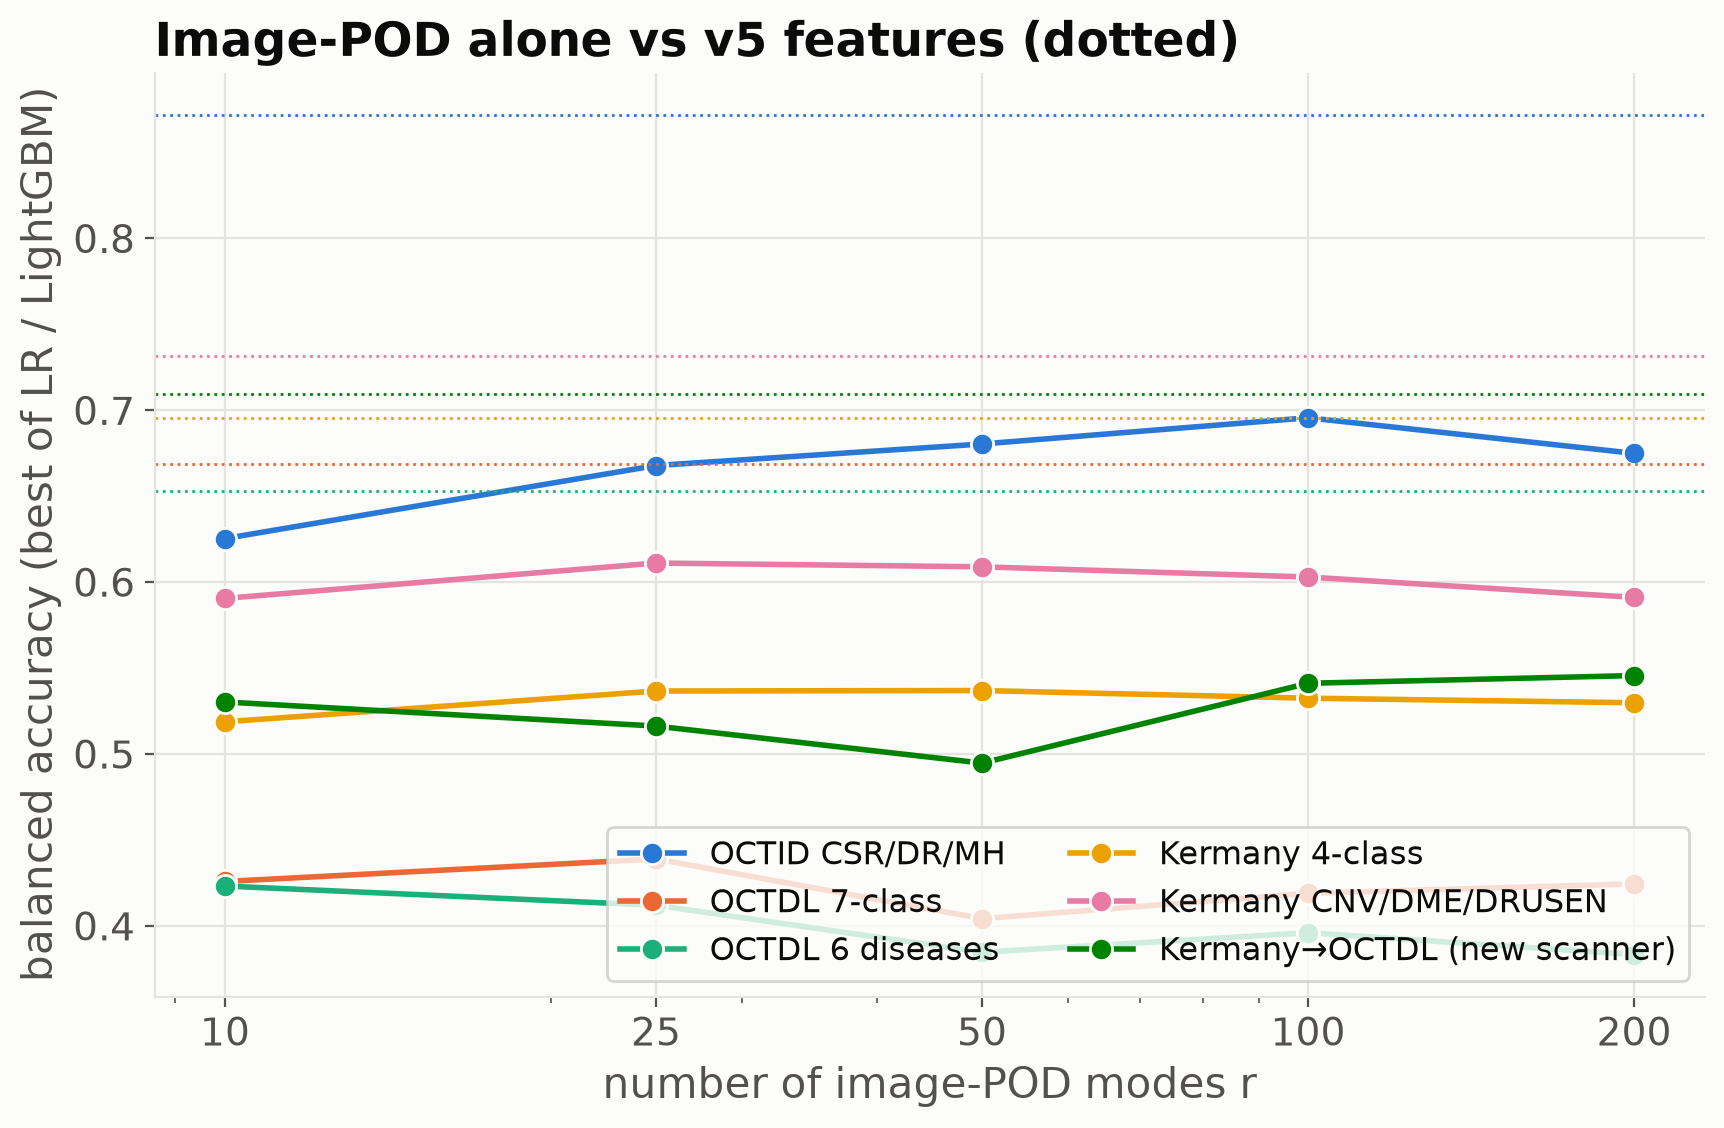 Image-POD alone vs v5 features (dotted)
balanced accuracy (best of LR / LightGBM)
0.8
0.7
0.6
0.5
0.4
OCTID CSR/DR/MH
OCTDL 7-class
OCTDL 6 diseases
Kermany 4-class
Kermany CNV/DME/DRUSEN
Kermany→OCTDL (new scanner)
10 25 50 100 200
number of image-POD modes r